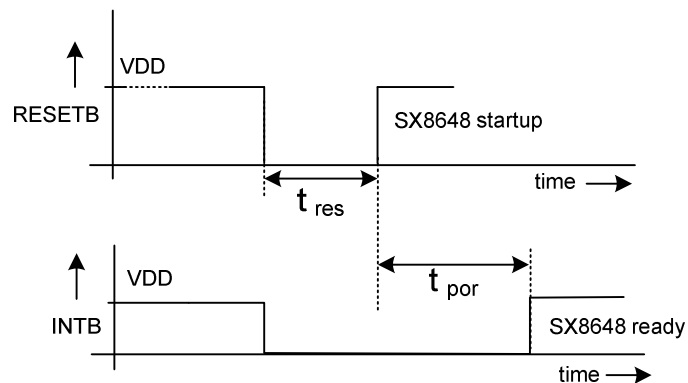 VDD
RESETB
SX8648 startup
time
t res
VDD
t por
INTB
SX8648 ready
time